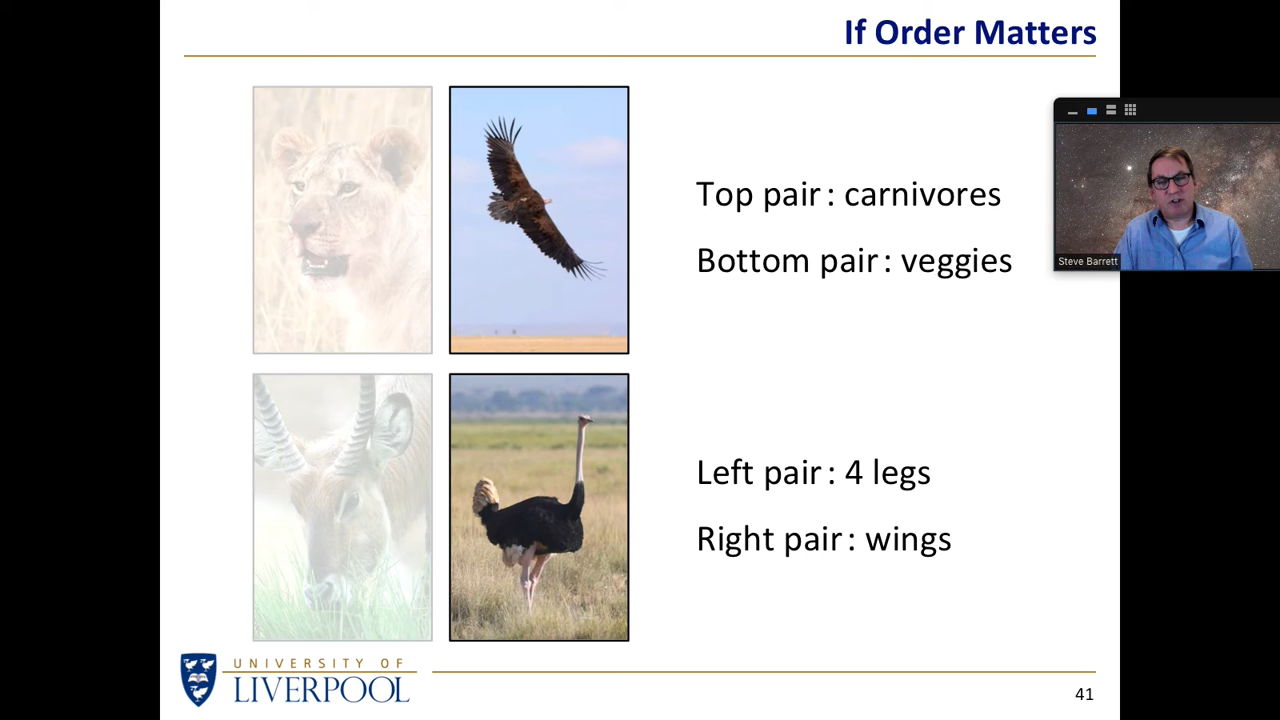 If Order Matters
Top pair : carnivores
Bottom pair : veggies
Steve Barrett
Left pair : 4 legs
Right pair : wings
UNIVERSITY OF
LIVERPOOL
41